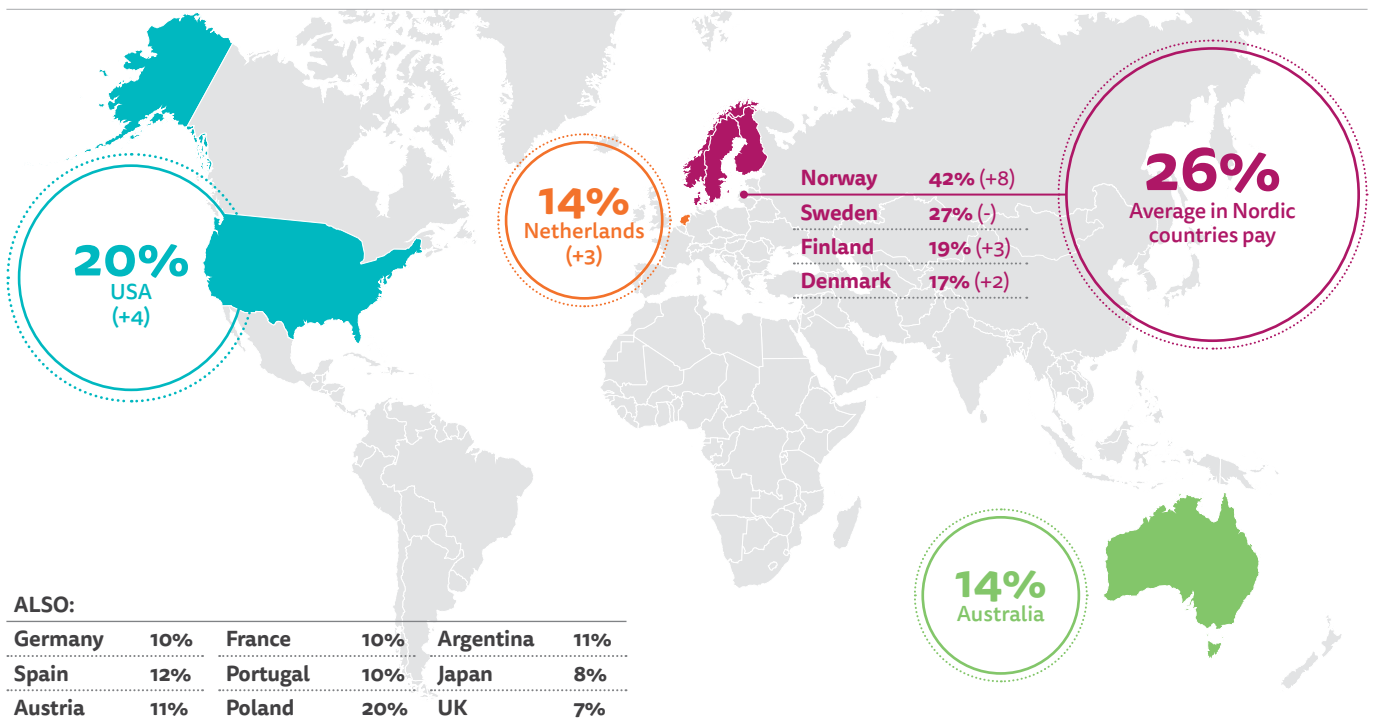 20%
USA
(+4)
14%
Netherlands
(+3)
Norway 42% (+8)
Sweden 27% (-)
Finland 19% (+3)
Denmark 17% (+2)
26%
Average in Nordic
countries pay
14%
Australia
ALSO:
Germany 10% France 10% Argentina 11%
Spain 12% Portugal 10% Japan 8%
Austria 11% Poland 20% UK 7%